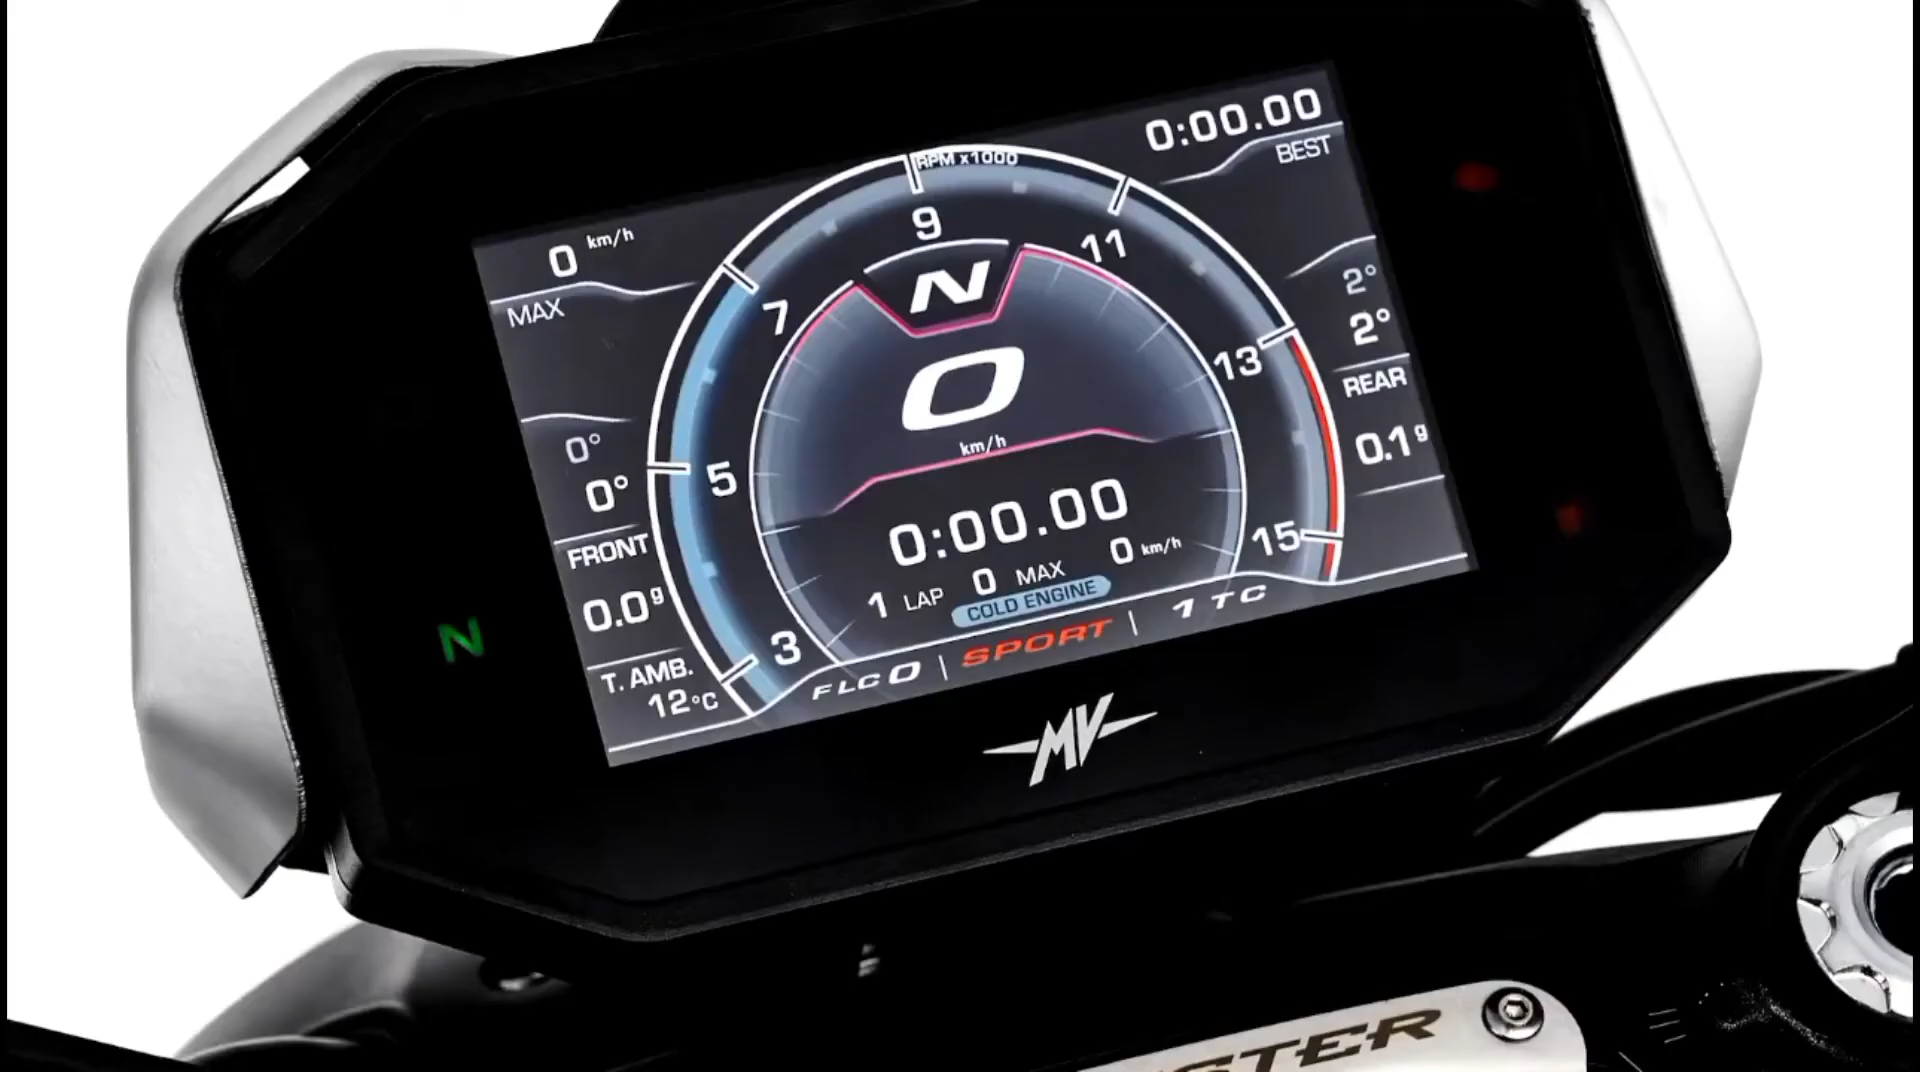 0:00.00
BEST
RPM x1000
0 km/h
MAX
9
11
7
N
13
5
15
3
0
km/h
2°
2°
REAR
0.1g
0°
0°
FRONT
0.0g
T. AMB.
12°C
0:00.00
1 LAP 0 MAX 0 km/h
COLD ENGINE
FLC 0 | SPORT | 1 TC
N
MV
STER